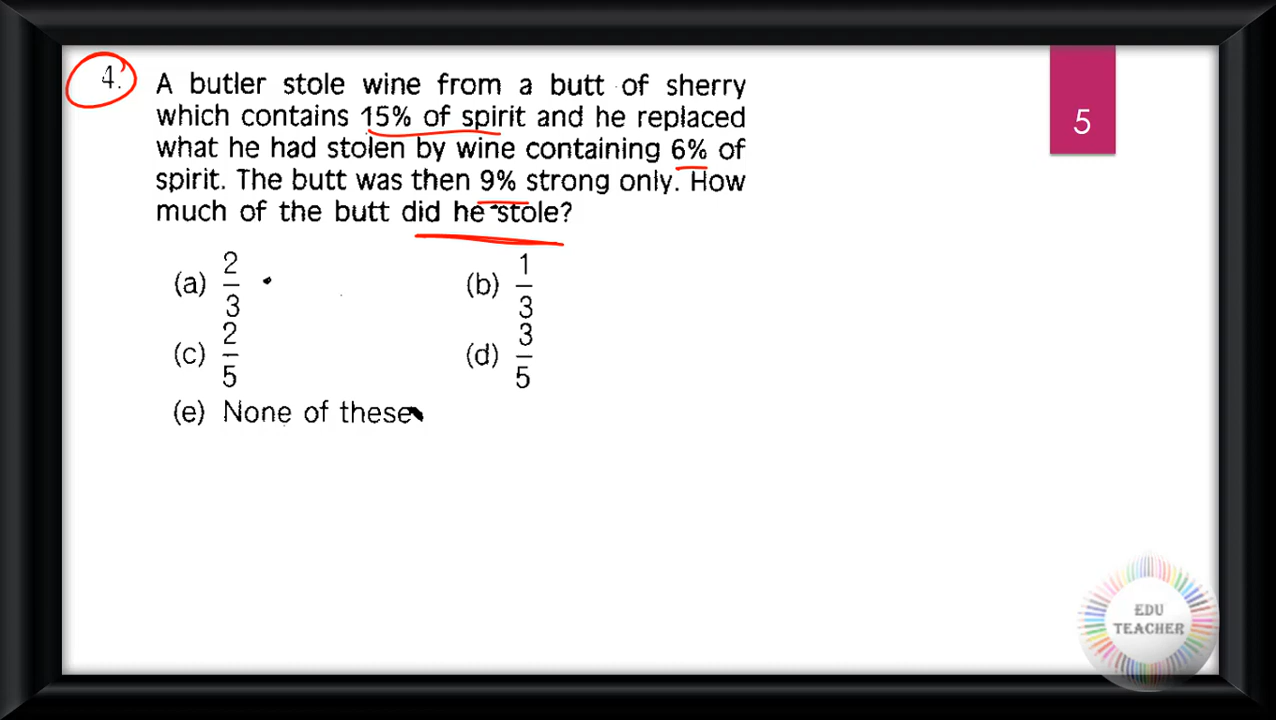 4.
A butler stole wine from a butt of sherry
which contains 15% of spirit and he replaced
what he had stolen by wine containing 6% of
spirit. The butt was then 9% strong only. How
much of the butt did he stole?
(a) 2/3 (b) 1/3
(c) 2/5 (d) 3/5
(e) None of these
5
EDU
TEACHER